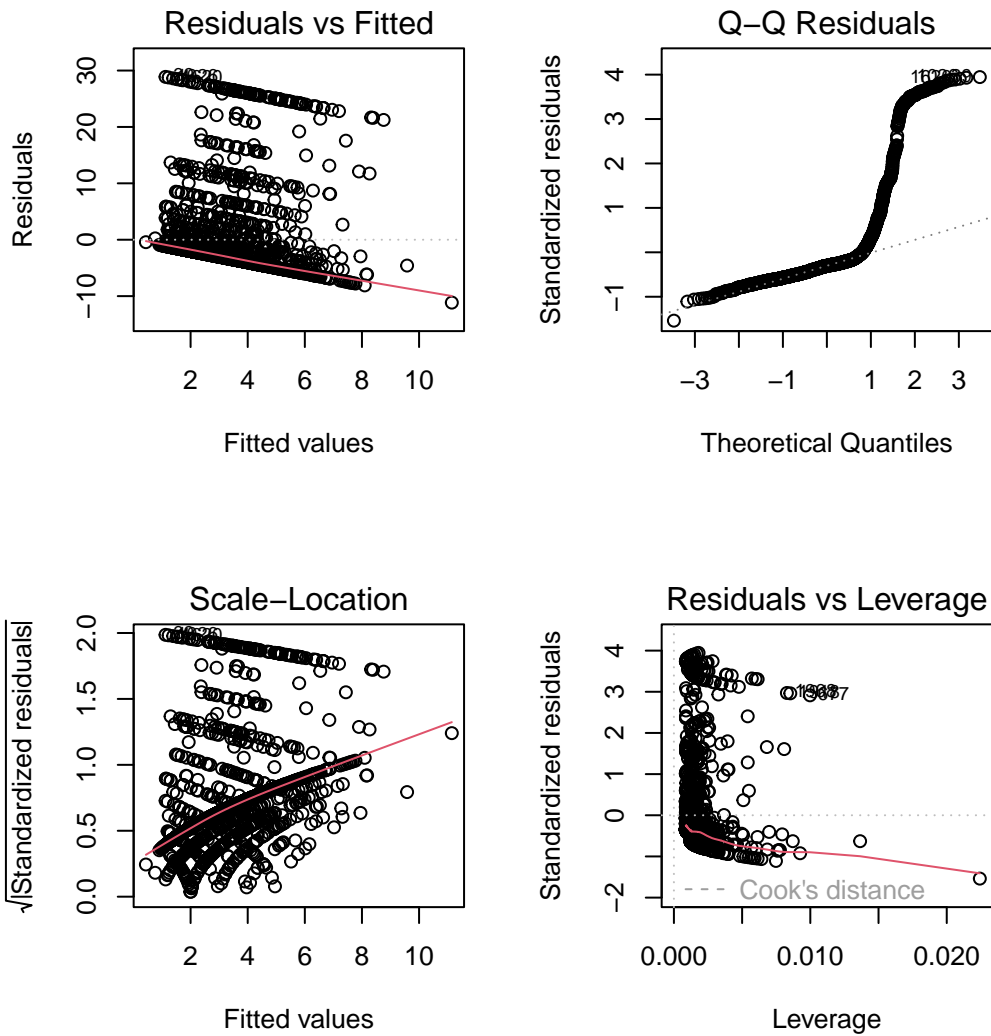 Residuals vs Fitted
Residuals
30
20
10
0
−10
2 4 6 8 10
Fitted values
Q−Q Residuals
Standardized residuals
4
3
2
1
−1
−3 −1 1 2 3
Theoretical Quantiles
Scale−Location
√|Standardized residuals|
2.0
1.5
1.0
0.5
0.0
2 4 6 8 10
Fitted values
Residuals vs Leverage
Standardized residuals
4
3
2
1
0
−2
Cook's distance
0.000 0.010 0.020
Leverage